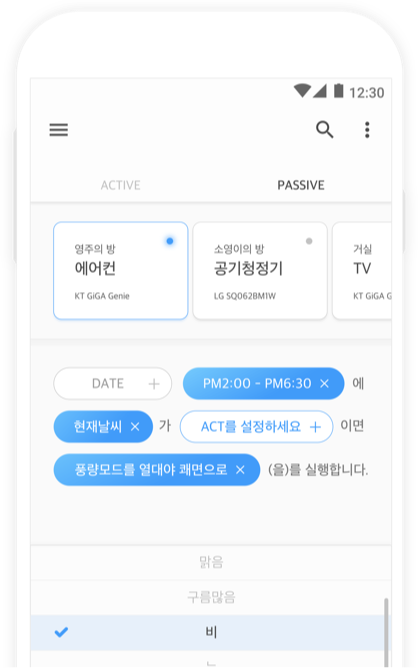 12:30
ACTIVE PASSIVE
영주의 방 소영이의 방 거실
에어컨 공기청정기 TV
KT GiGA Genie LG SQ062BM1W KT GiGA G
DATE + PM2:00 - PM6:30 × 에
현재날씨 × 가 ACT를 설정하세요 + 이면
풍량모드를 열대야 쾌면으로 × (을)를 실행합니다.
맑음
구름많음
비